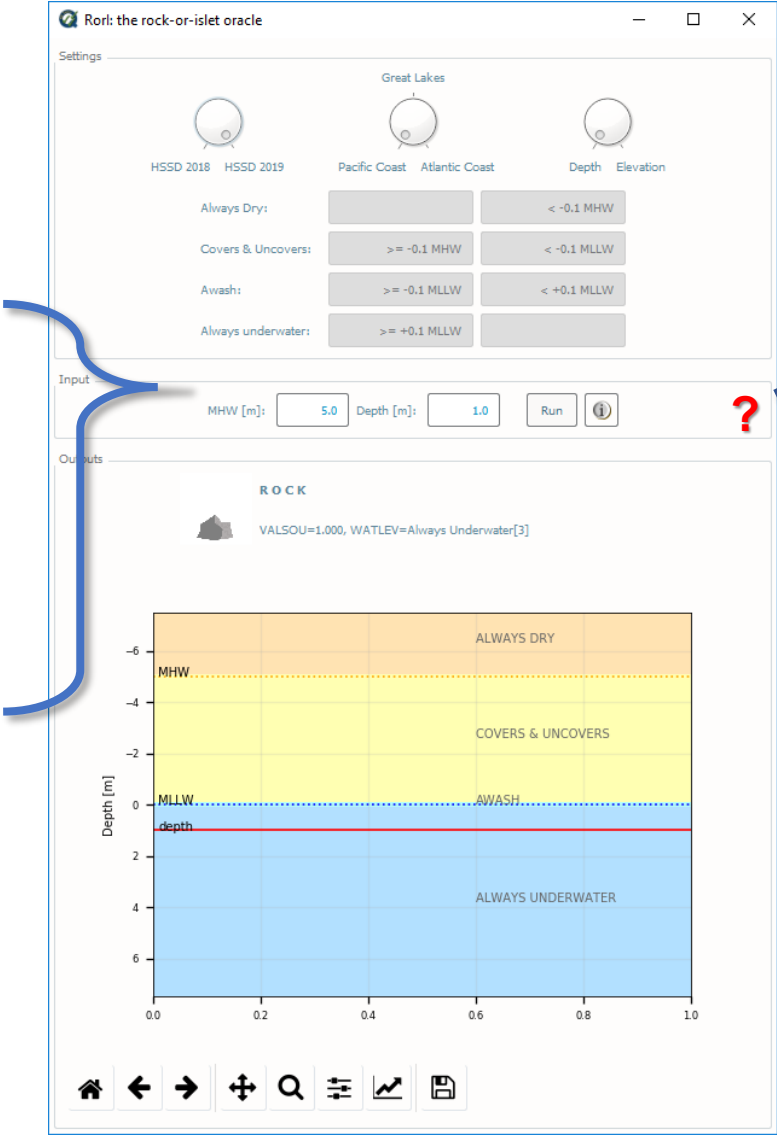 RorI: the rock-or-islet oracle
Settings
Great Lakes
HSSD 2018 HSSD 2019 Pacific Coast Atlantic Coast Depth Elevation
Always Dry: < -0.1 MHW
Covers & Uncovers: >= -0.1 MHW < -0.1 MLLW
Awash: >= -0.1 MLLW < +0.1 MLLW
Always underwater: >= +0.1 MLLW
Input
MHW [m]: 5.0 Depth [m]: 1.0 Run ?
Outputs
ROCK
VALSOU=1.000, WATLEV=Always Underwater[3]
ALWAYS DRY
−6
MHW
−4
COVERS & UNCOVERS
−2
MLLW AWASH
0
depth
Depth [m]
2
ALWAYS UNDERWATER
4
6
0.0 0.2 0.4 0.6 0.8 1.0